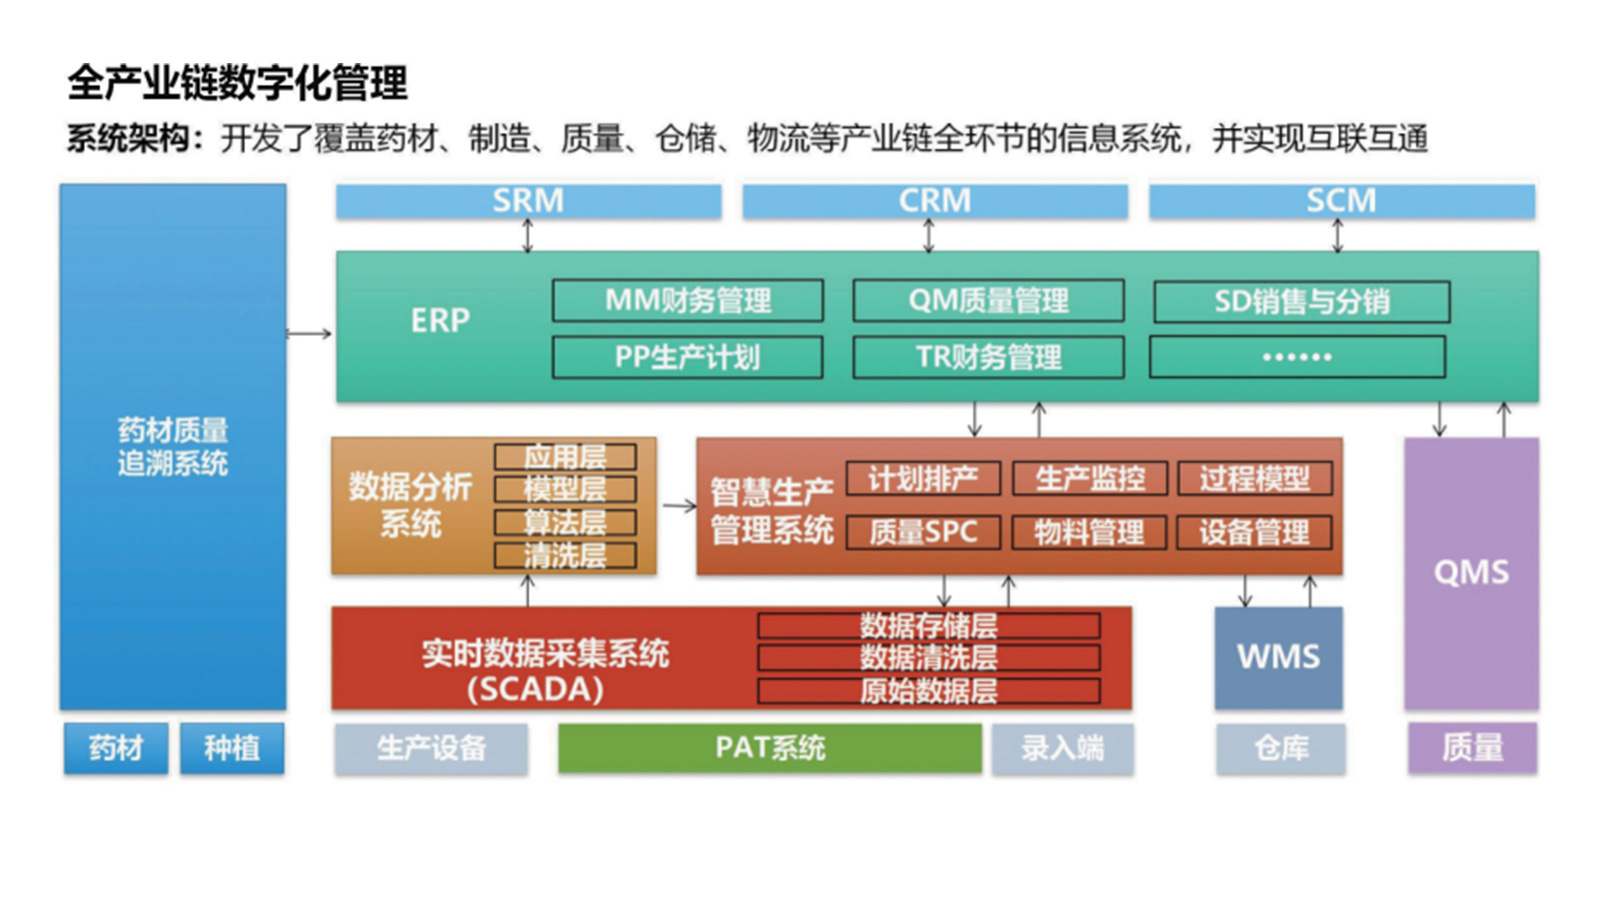 全产业链数字化管理
系统架构：开发了覆盖药材、制造、质量、仓储、物流等产业链全环节的信息系统，并实现互联互通
SRM
CRM
SCM
药材质量
追溯系统
ERP
MM财务管理
QM质量管理
SD销售与分销
PP生产计划
TR财务管理
••••••
数据分析
系统
应用层
模型层
算法层
清洗层
智慧生产
管理系统
计划排产
生产监控
过程模型
质量SPC
物料管理
设备管理
QMS
实时数据采集系统
（SCADA）
数据存储层
数据清洗层
原始数据层
WMS
药材
种植
生产设备
PAT系统
录入端
仓库
质量